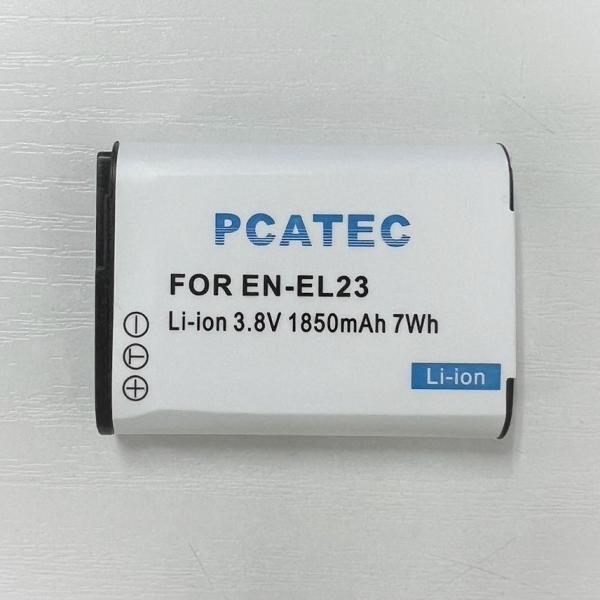 PCATEC
FOR EN-EL23
Li-ion 3.8V 1850mAh 7Wh
Li-ion
−
T
+